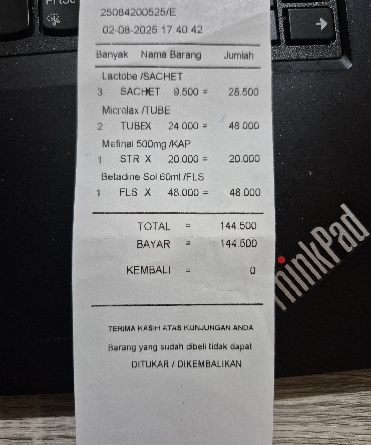 25084200525/E
02-08-2025 17 40 42
Banyak Nama Barang Jumlah
Lactobe /SACHET
3 SACHET 9.500 = 28.500
Microlax /TUBE
2 TUBEX 24.000 = 48.000
Mefinal 500mg /KAP
1 STR X 20.000 = 20.000
Betadine Sol 60ml /FLS
1 FLS X 48.000 = 48.000
TOTAL = 144.500
BAYAR = 144.500
KEMBALI = 0
TERIMA KASIH ATAS KUNJUNGAN ANDA
Barang yang sudah dibeli tidak dapat
DITUKAR / DIKEMBALIKAN
ThinkPad